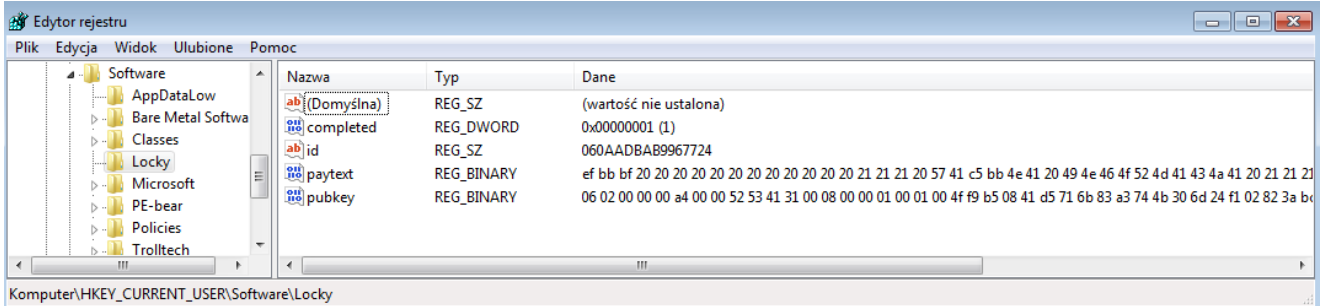 Edytor rejestru
Plik Edycja Widok Ulubione Pomoc
Software
AppDataLow
Bare Metal Softwa
Classes
Locky
Microsoft
PE-bear
Policies
Trolltech
Nazwa Typ Dane
(Domyślna) REG_SZ (wartość nie ustalona)
completed REG_DWORD 0x00000001 (1)
id REG_SZ 060AADBAB9967724
paytext REG_BINARY ef bb bf 20 20 20 20 20 20 20 20 20 20 20 20 20 21 21 21 20 57 41 c5 bb 4e 41 20 49 4e 46 4f 52 4d 41 43 4a 41 20 21 21 21
pubkey REG_BINARY 06 02 00 00 00 a4 00 00 52 53 41 31 00 08 00 00 01 00 01 00 4f f9 b5 08 41 d5 71 6b 83 a3 74 4b 30 6d 24 f1 02 82 3a bc
Komputer\HKEY_CURRENT_USER\Software\Locky